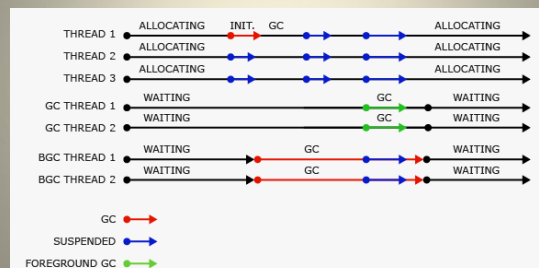 ALLOCATING INIT. GC ALLOCATING
THREAD 1
ALLOCATING ALLOCATING
THREAD 2
ALLOCATING ALLOCATING
THREAD 3
WAITING GC WAITING
GC THREAD 1
WAITING GC WAITING
GC THREAD 2
WAITING GC WAITING
BGC THREAD 1
WAITING GC WAITING
BGC THREAD 2
GC
SUSPENDED
FOREGROUND GC